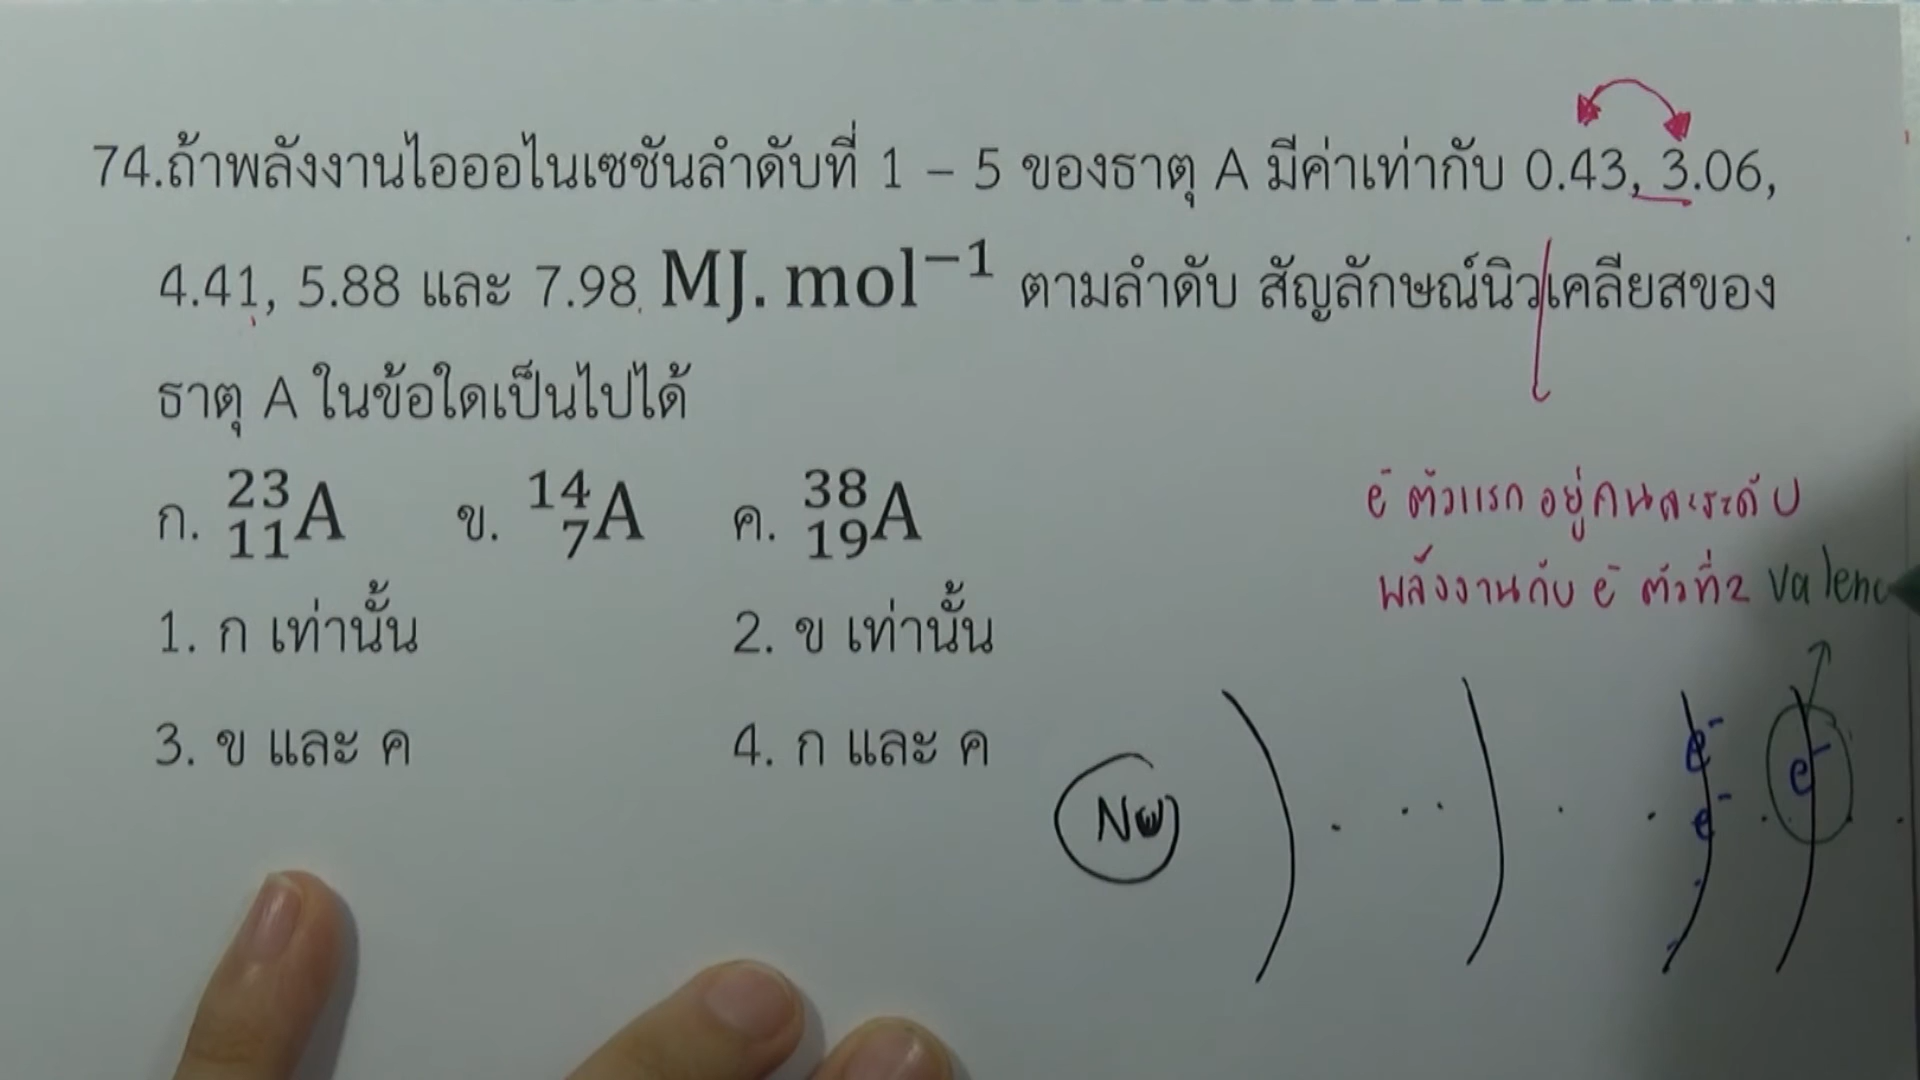 74.ถ้าพลังงานไอออไนเซชันลำดับที่ 1 – 5 ของธาตุ A มีค่าเท่ากับ 0.43, 3.06,
4.41, 5.88 และ 7.98 MJ. mol⁻¹ ตามลำดับ สัญลักษณ์นิวเคลียสของ
ธาตุ A ในข้อใดเป็นไปได้
ก. ²³₁₁A ข. ¹⁴₇A ค. ³⁸₁₉A
1. ก เท่านั้น 2. ข เท่านั้น
3. ข และ ค 4. ก และ ค
e⁻ ตัวแรก อยู่คนละระดับ
พลังงานกับ e⁻ ตัวที่2 valenc
e⁻
e⁻
e⁻